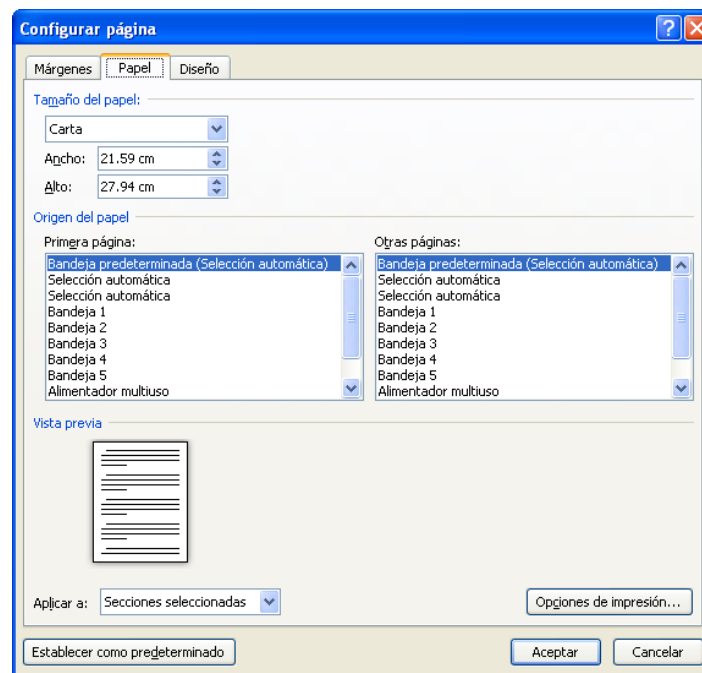 Configurar página
Márgenes Papel Diseño
Tamaño del papel:
Carta
Ancho: 21.59 cm
Alto: 27.94 cm
Origen del papel
Primera página:
Bandeja predeterminada (Selección automática)
Selección automática
Selección automática
Bandeja 1
Bandeja 2
Bandeja 3
Bandeja 4
Bandeja 5
Alimentador multiuso
Otras páginas:
Bandeja predeterminada (Selección automática)
Selección automática
Selección automática
Bandeja 1
Bandeja 2
Bandeja 3
Bandeja 4
Bandeja 5
Alimentador multiuso
Vista previa
Aplicar a: Secciones seleccionadas
Opciones de impresión...
Establecer como predeterminado
Aceptar
Cancelar